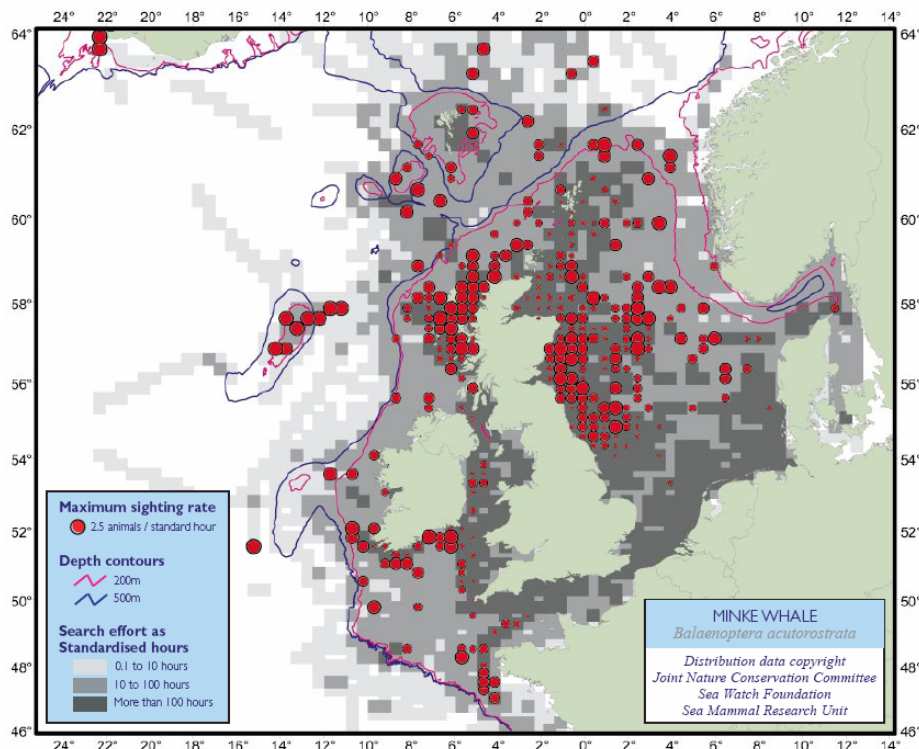 24° 22° 20° 18° 16° 14° 12° 10° 8° 6° 4° 2° 0° 2° 4° 6° 8° 10° 12° 14°
64° 64°
62° 62°
60° 60°
58° 58°
56° 56°
54° 54°
52° 52°
50° 50°
48° 48°
46° 46°
Maximum sighting rate
2.5 animals / standard hour
Depth contours
200m
500m
Search effort as
Standardised hours
0.1 to 10 hours
10 to 100 hours
More than 100 hours
MINKE WHALE
Balaenoptera acutorostrata
Distribution data copyright
Joint Nature Conservation Committee
Sea Watch Foundation
Sea Mammal Research Unit
24° 22° 20° 18° 16° 14° 12° 10° 8° 6° 4° 2° 0° 2° 4° 6° 8° 10° 12° 14°